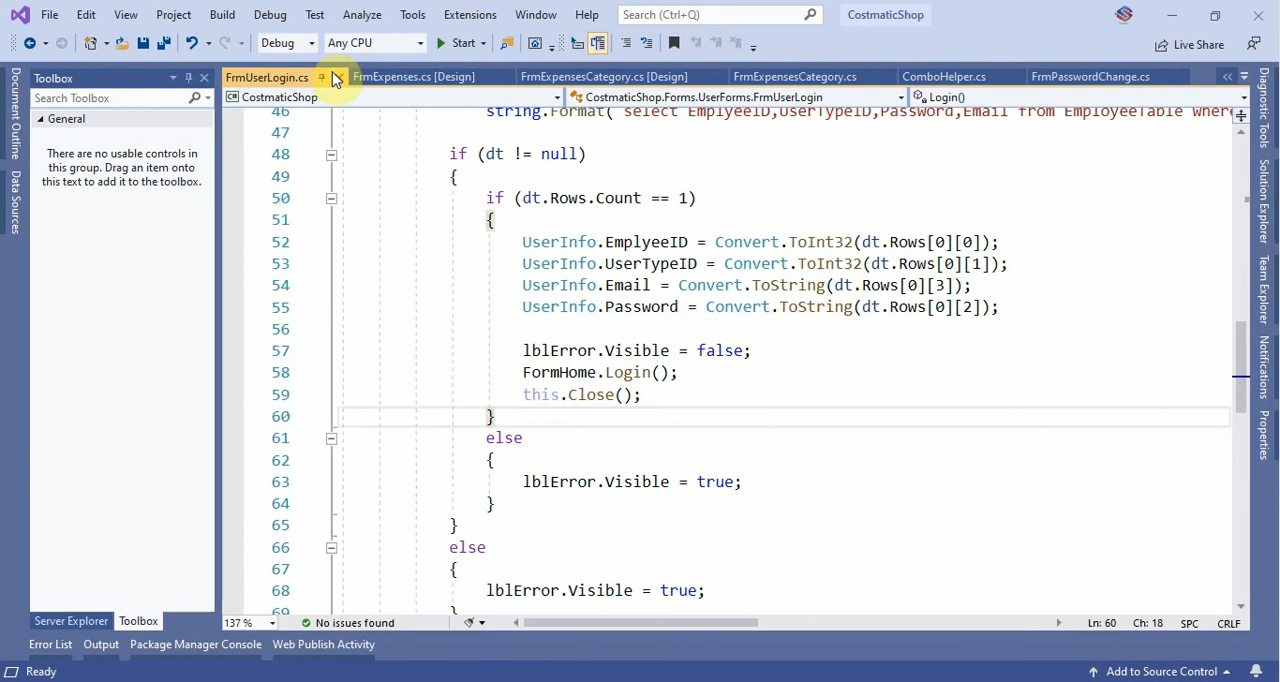 File Edit View Project Build Debug Test Analyze Tools Extensions Window Help Search (Ctrl+Q) CostmaticShop
Debug Any CPU Start Live Share
Toolbox
Search Toolbox
General
There are no usable controls in
this group. Drag an item onto
this text to add it to the toolbox.
Document Outline
Data Sources
FrmUserLogin.cs FrmExpenses.cs [Design] FrmExpensesCategory.cs [Design] FrmExpensesCategory.cs ComboHelper.cs FrmPasswordChange.cs
CostmaticShop CostmaticShop.Forms.UserForms.FrmUserLogin Login()
46 string.Format( select EmplyeeID,UserTypeID,Password,Email from EmployeeTable where
47
48 if (dt != null)
49 {
50 if (dt.Rows.Count == 1)
51 {
52 UserInfo.EmplyeeID = Convert.ToInt32(dt.Rows[0][0]);
53 UserInfo.UserTypeID = Convert.ToInt32(dt.Rows[0][1]);
54 UserInfo.Email = Convert.ToString(dt.Rows[0][3]);
55 UserInfo.Password = Convert.ToString(dt.Rows[0][2]);
56
57 lblError.Visible = false;
58 FormHome.Login();
59 this.Close();
60 }
61 else
62 {
63 lblError.Visible = true;
64 }
65 }
66 else
67 {
68 lblError.Visible = true;
69 }
Diagnostic Tools
Solution Explorer
Team Explorer
Notifications
Properties
137 % No issues found Ln: 60 Ch: 18 SPC CRLF
Server Explorer Toolbox
Error List Output Package Manager Console Web Publish Activity
Ready Add to Source Control